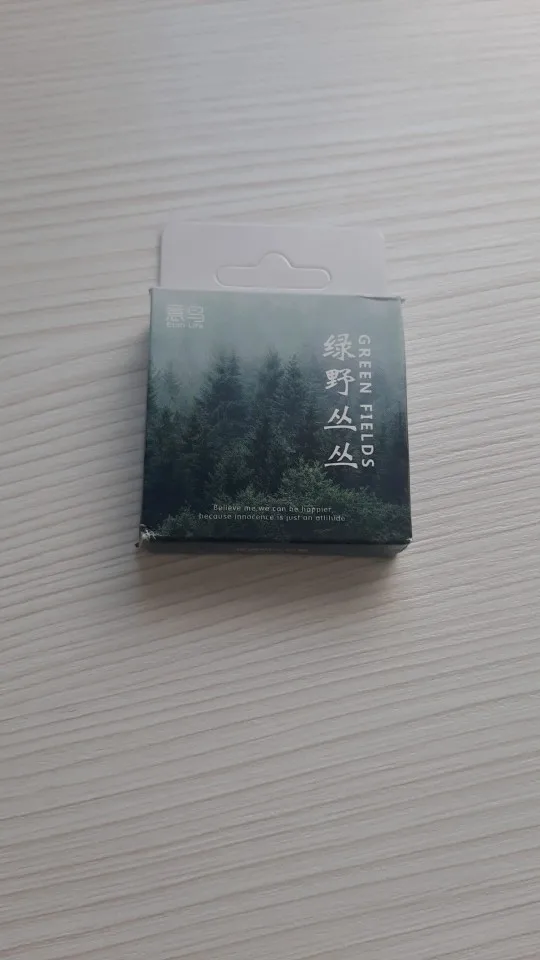 绿野丛丛
GREEN FIELDS
Believe me,we can be happier,
because innocence is just an attitude